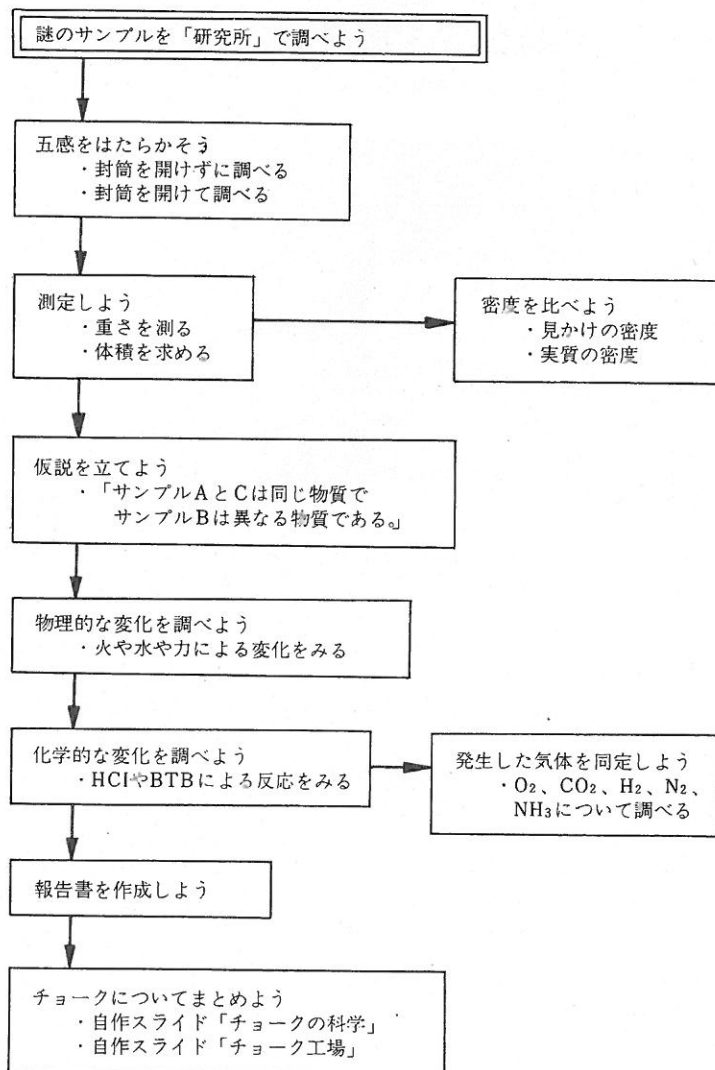 謎のサンプルを「研究所」で調べよう
五感をはたらかそう
・封筒を開けずに調べる
・封筒を開けて調べる
測定しよう
・重さを測る
・体積を求める
密度を比べよう
・見かけの密度
・実質の密度
仮説を立てよう
・「サンプルAとCは同じ物質で
サンプルBは異なる物質である。」
物理的な変化を調べよう
・火や水や力による変化をみる
化学的な変化を調べよう
・HClやBTBによる反応をみる
発生した気体を同定しよう
・O₂、CO₂、H₂、N₂、
NH₃について調べる
報告書を作成しよう
チョークについてまとめよう
・自作スライド「チョークの科学」
・自作スライド「チョーク工場」